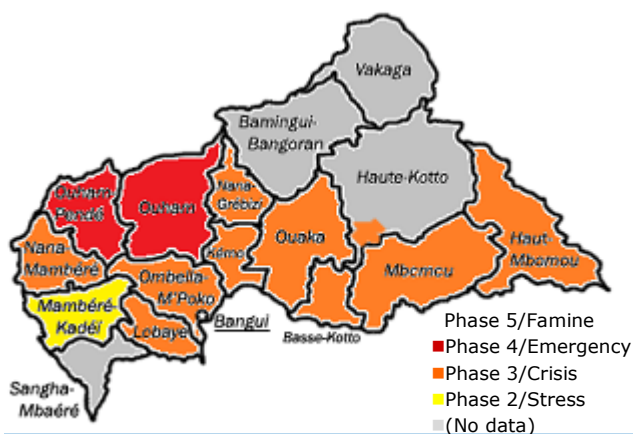 Vakaga
Bamingui-
Bangoran
Haute-Kotto
Ouham-
Pendé
Ouham
Nana-
Grébizi
Nana-
Mambéré
Kémo
Ouaka
Haut-
Mbomou
Ombella-
M'Poko
Mbomou
Mambéré-
Kadéï
Lobaye
Bangui
Basse-Kotto
Sangha-
Mbaéré
Phase 5/Famine
Phase 4/Emergency
Phase 3/Crisis
Phase 2/Stress
(No data)